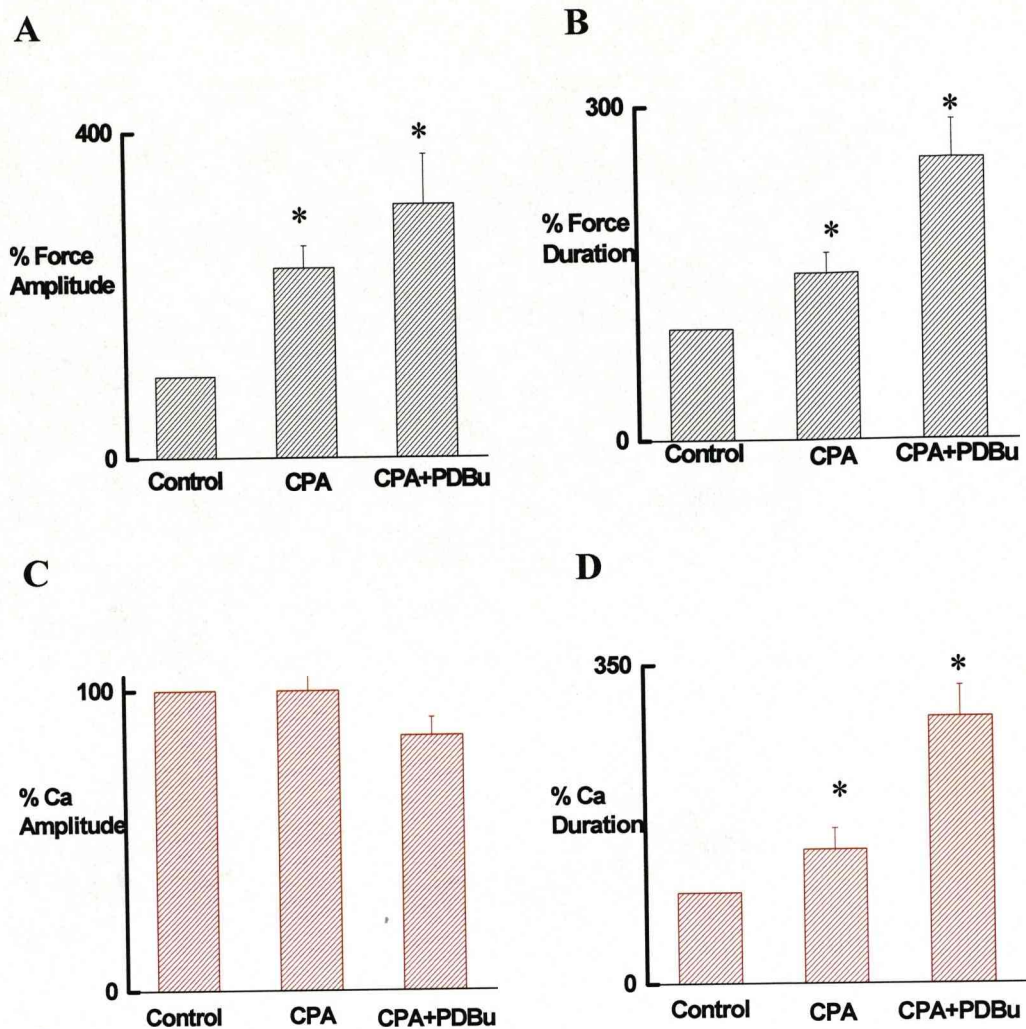 A
400
*
*
% Force
Amplitude
0
Control
CPA
CPA+PDBu
B
300
*
*
% Force
Duration
0
Control
CPA
CPA+PDBu
C
100
% Ca
Amplitude
0
Control
CPA
CPA+PDBu
D
350
*
*
% Ca
Duration
0
Control
CPA
CPA+PDBu